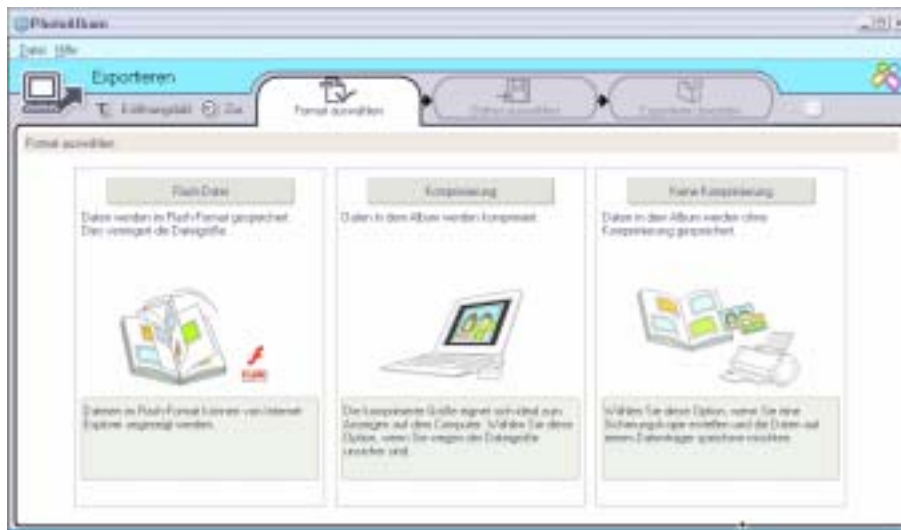 PhotoAlbum
Datei Hilfe
Exportieren
Format auswählen
Format auswählen
Flash-Datei
Daten werden im Flash-Format gespeichert.
Dies verringert die Dateigröße.
Dateien im Flash-Format können von Internet
Explorer angezeigt werden.
Komprimierung
Daten in dem Album werden komprimiert.
Die komprimierte Größe eignet sich ideal zum
Anzeigen auf dem Computer. Wählen Sie diese
Option, wenn Sie wegen der Dateigröße
unsicher sind.
Keine Komprimierung
Daten in dem Album werden ohne
Komprimierung gespeichert.
Wählen Sie diese Option, wenn Sie eine
Sicherungskopie erstellen und die Daten auf
einem Datenträger speichern möchten.